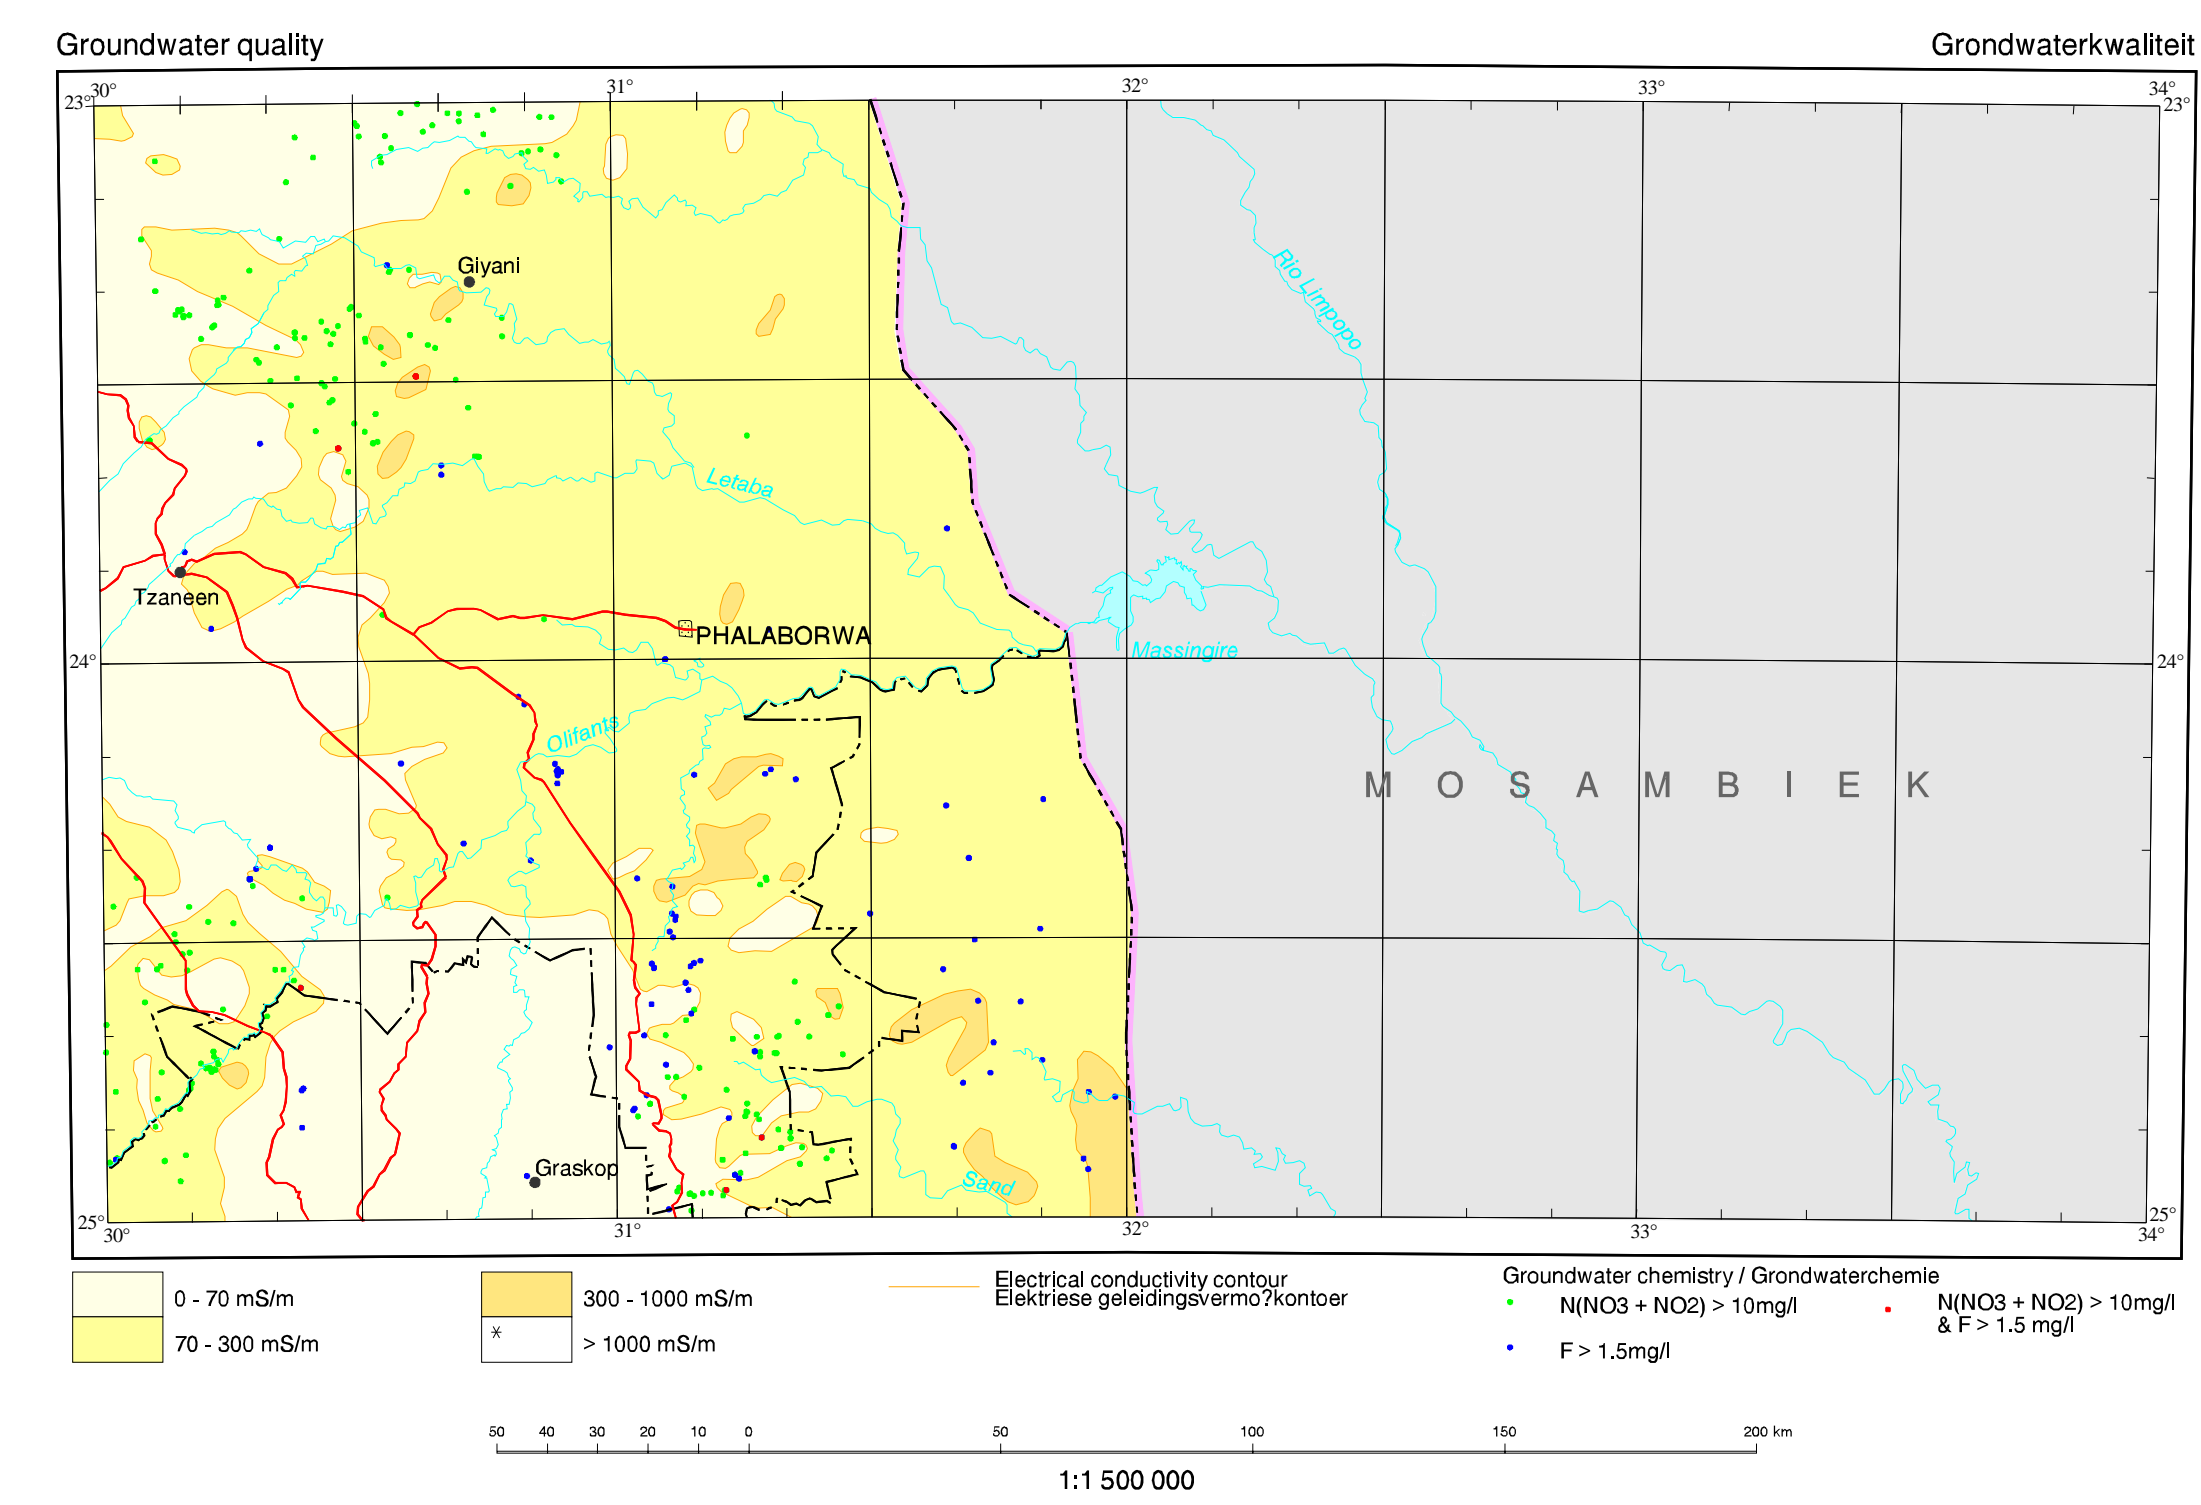 Groundwater quality
Grondwaterkwaliteit
30°
31°
32°
33°
34°
23°
23°
Giyani
Rio Limpopo
Letaba
Tzaneen
PHALABORWA
Massingire
24°
24°
Olifants
MOSAMBIEK
Graskop
Sand
25°
25°
30°
31°
32°
33°
34°
0 - 70 mS/m
70 - 300 mS/m
300 - 1000 mS/m
* > 1000 mS/m
Electrical conductivity contour
Elektriese geleidingsvermo?kontoer
Groundwater chemistry / Grondwaterchemie
N(NO3 + NO2) > 10mg/l
F > 1.5mg/l
N(NO3 + NO2) > 10mg/l
& F > 1.5 mg/l
50 40 30 20 10 0 50 100 150 200 km
1:1 500 000